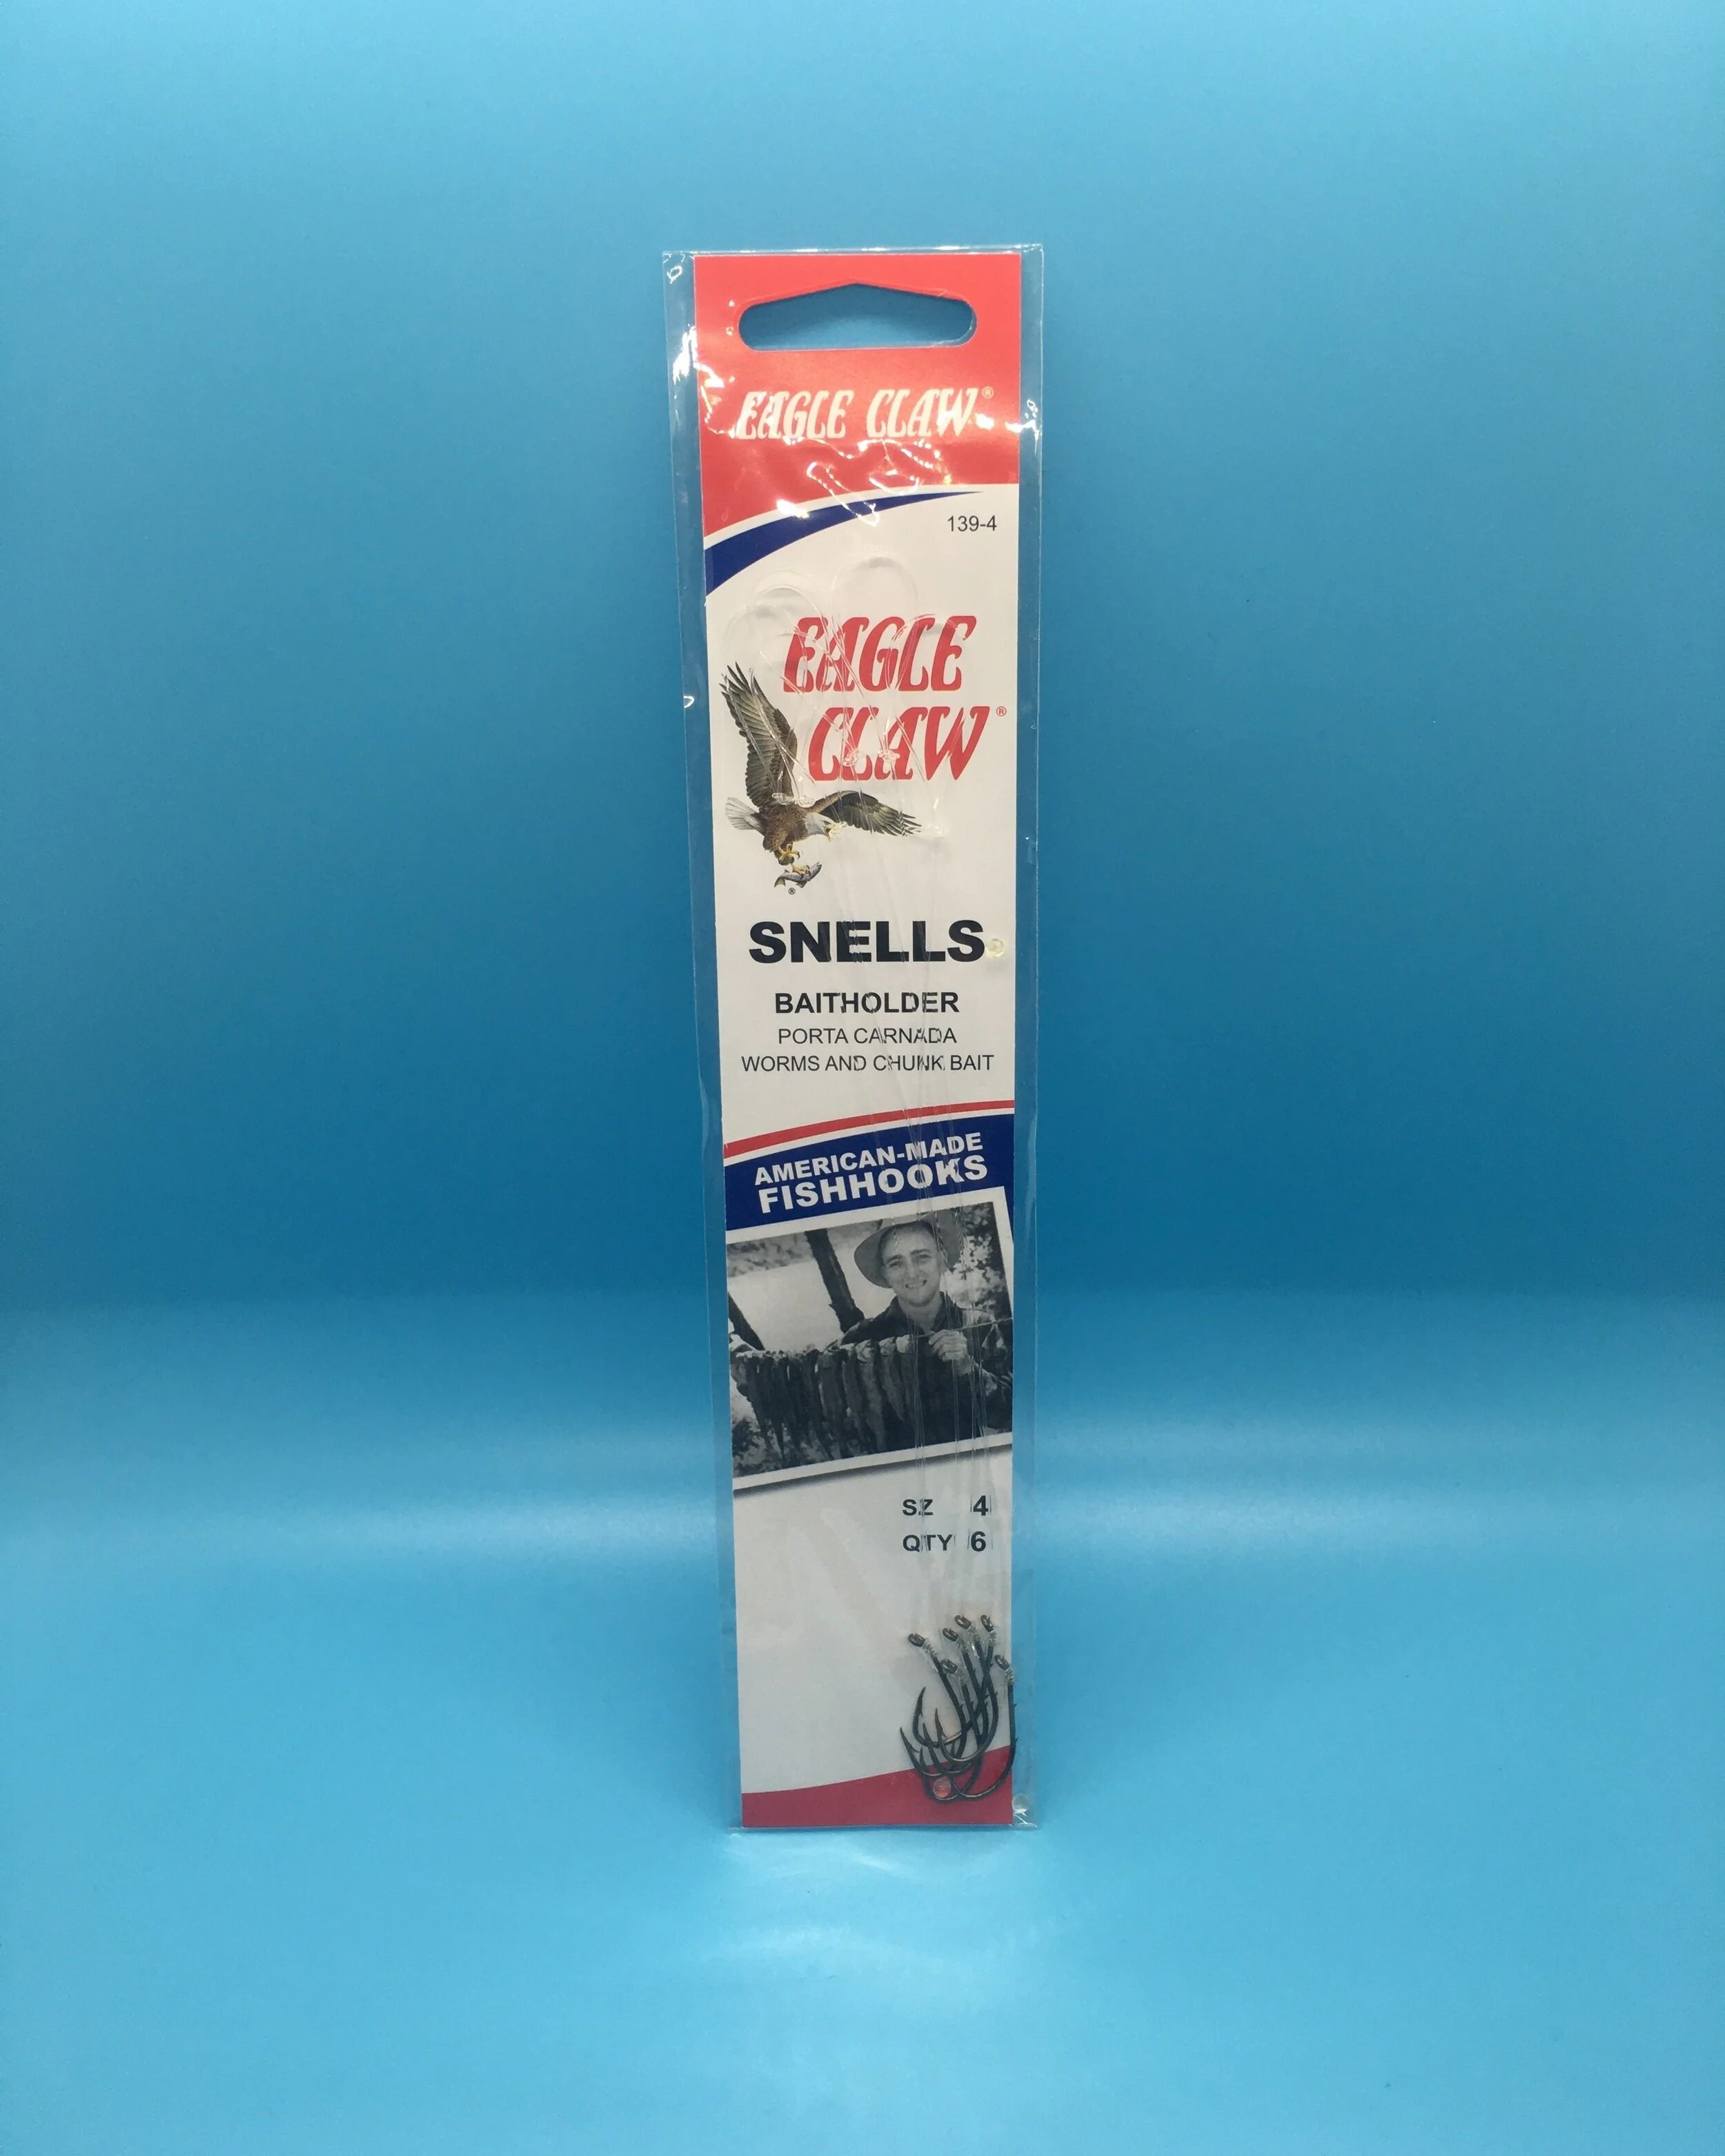 EAGLE CLAW®
139-4
EAGLE
CLAW®
®
SNELLS
BAITHOLDER
PORTA CARNADA
WORMS AND CHUNK BAIT
AMERICAN-MADE
FISHHOOKS
SZ 4
QTY 6